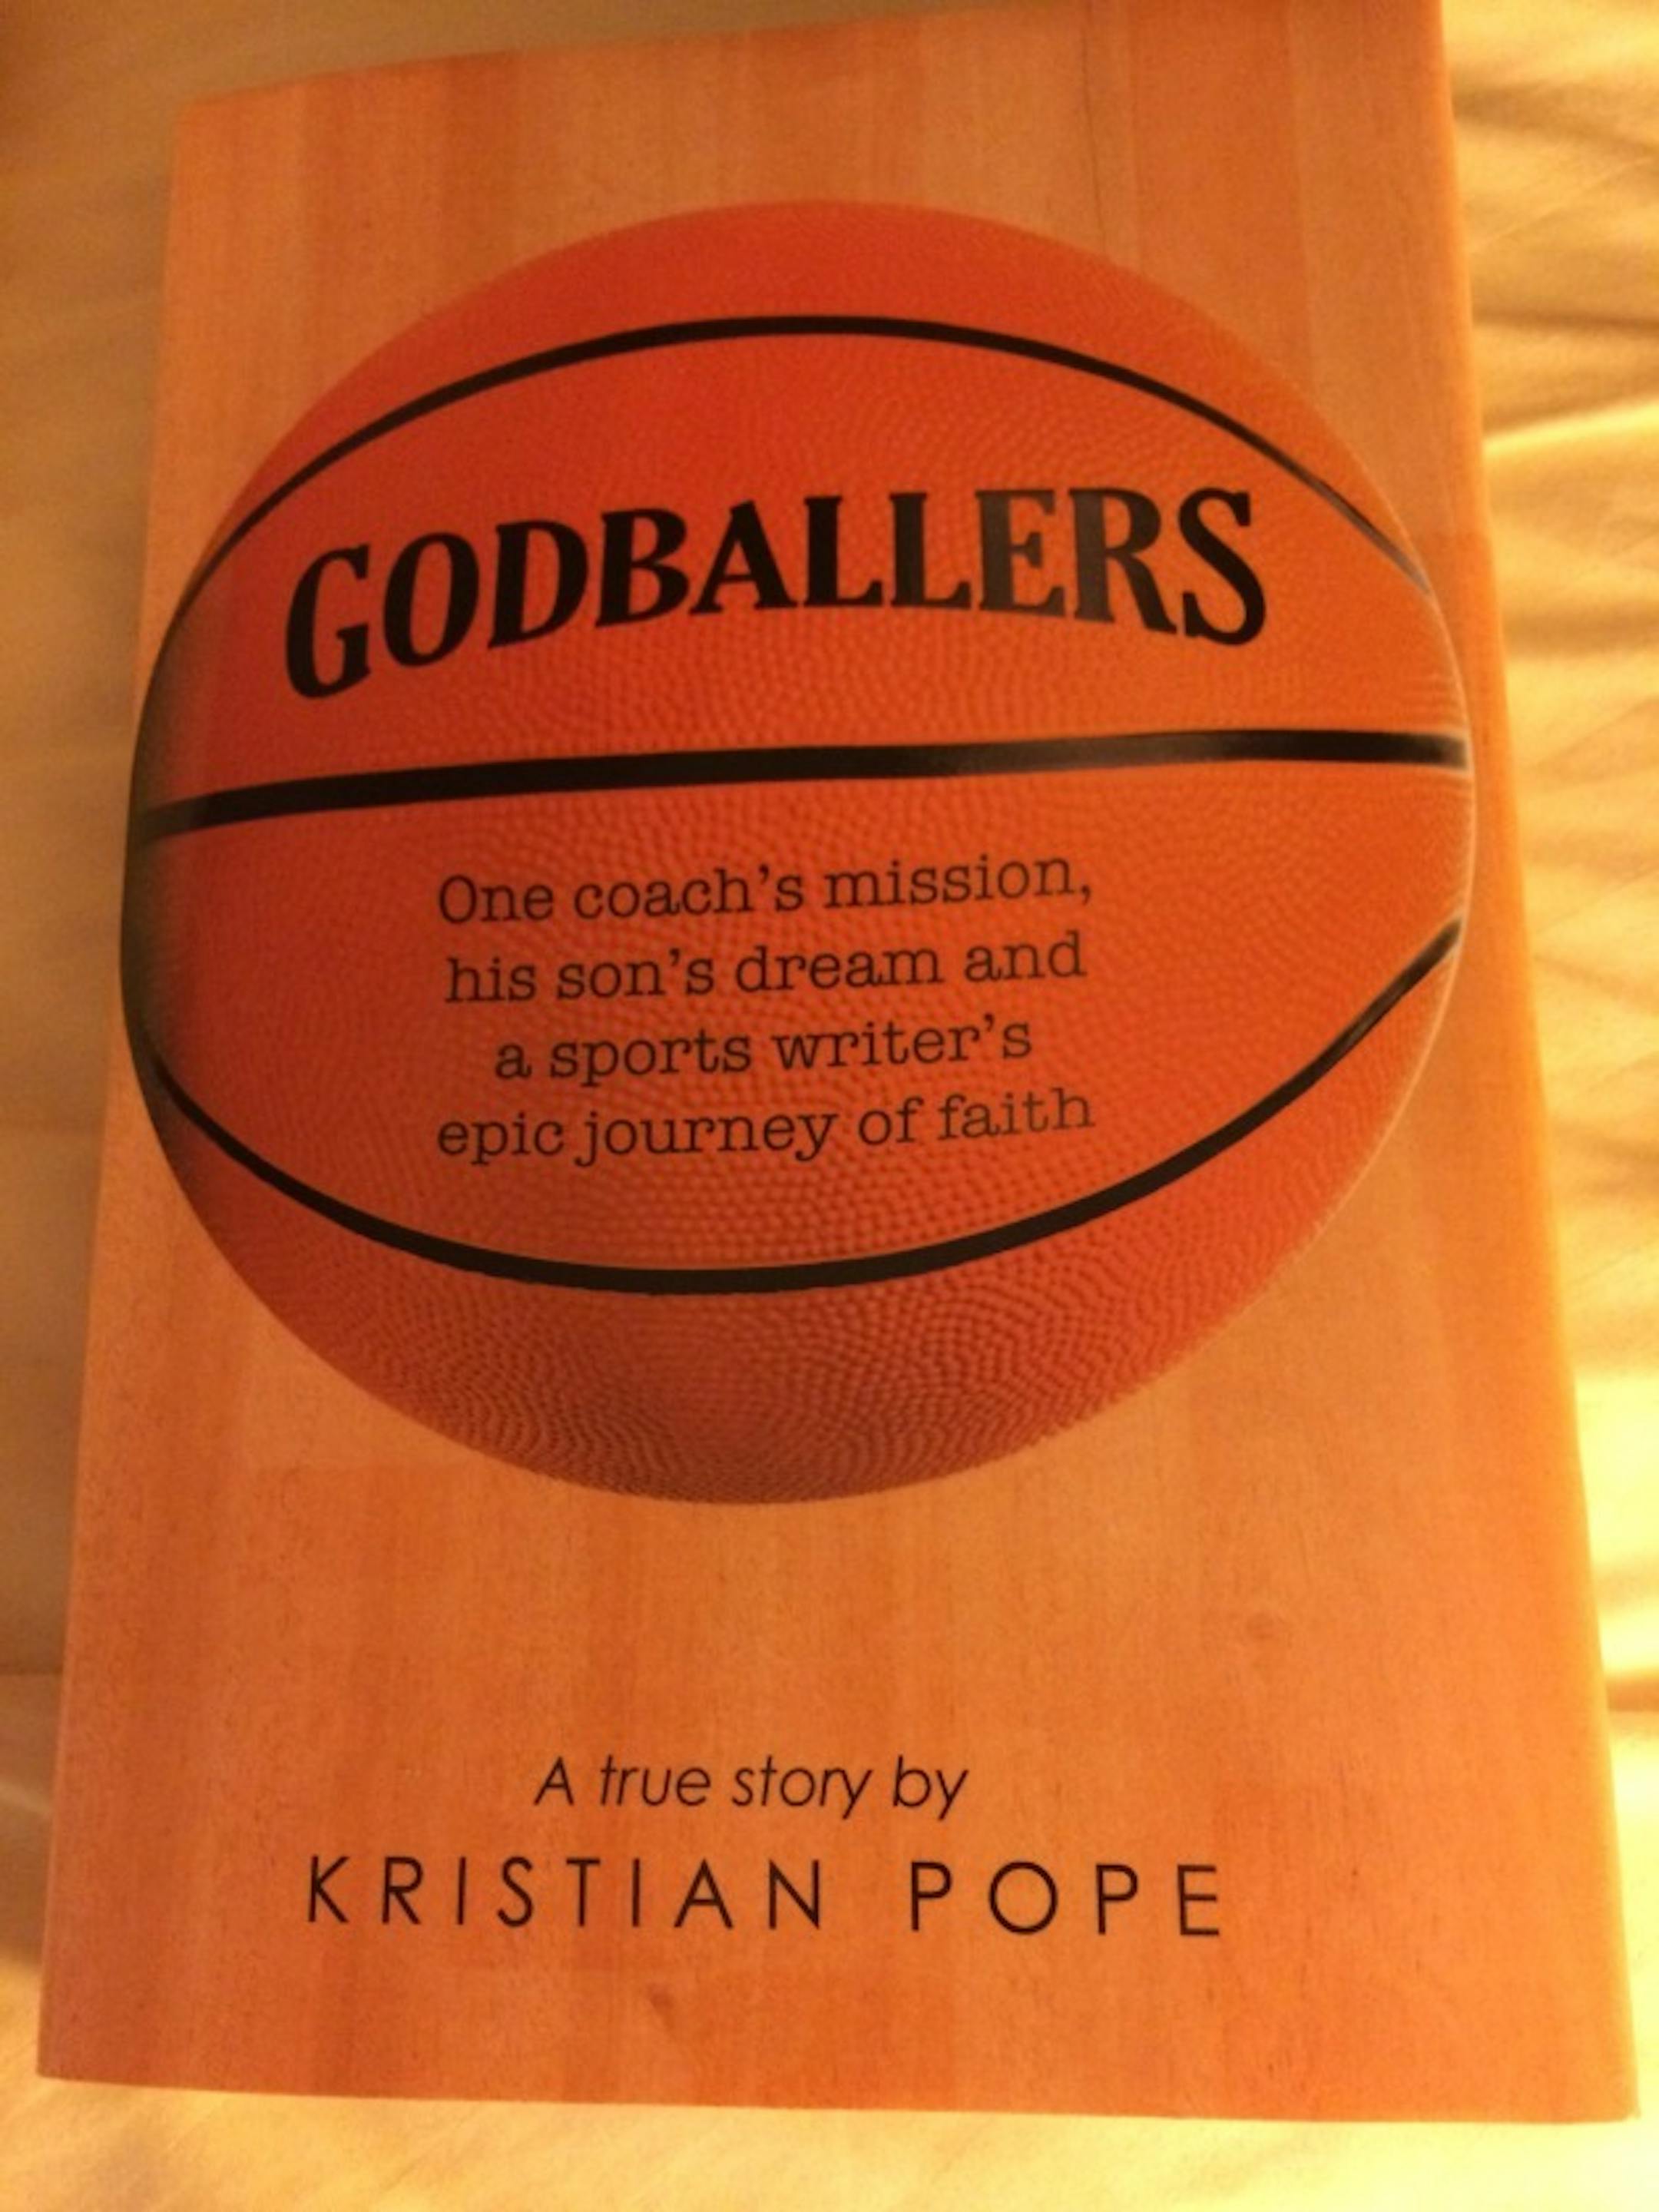 GODBALLERS
One coach's mission,
his son's dream and
a sports writer's
epic journey of faith
A true story by
KRISTIAN POPE